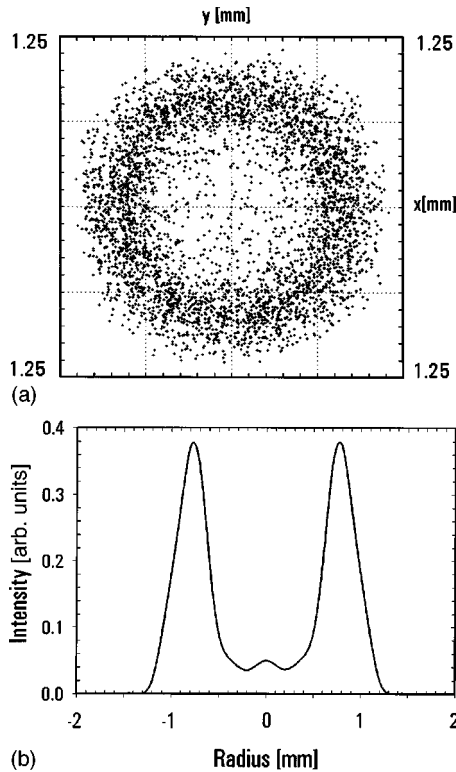 y [mm]
1.25 1.25
x[mm]
1.25 1.25
(a)
0.4
0.3
0.2
0.1
0.0
Intensity [arb. units]
-2 -1 0 1 2
(b) Radius [mm]